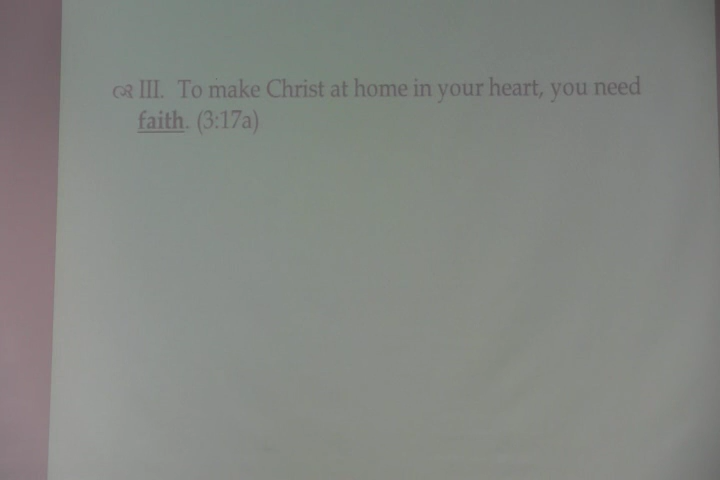 III. To make Christ at home in your heart, you need
faith. (3:17a)